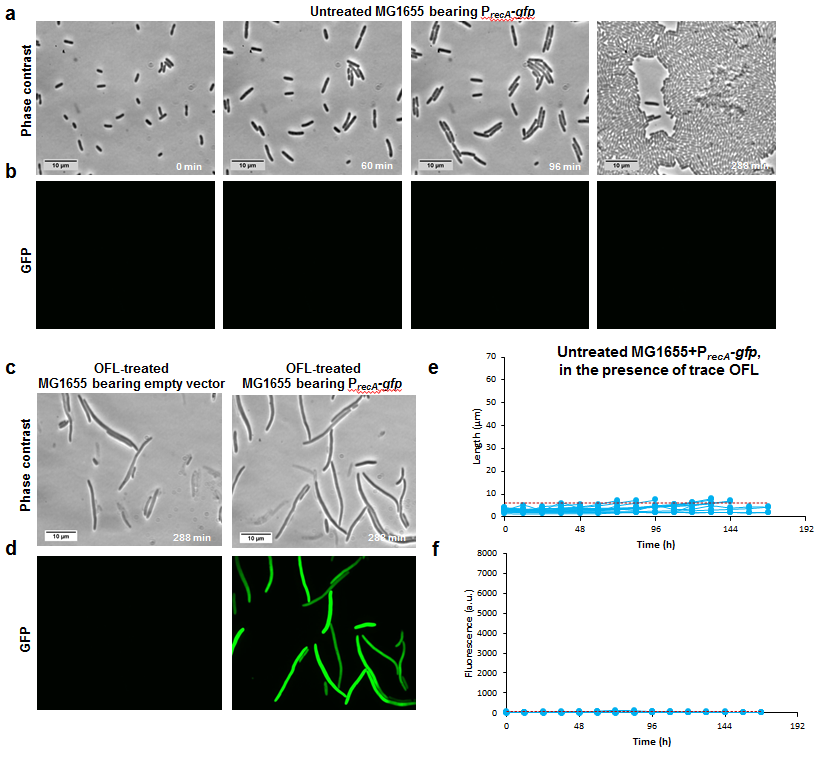 a
Untreated MG1655 bearing PrecA-gfp
Phase contrast
10 µm
0 min
10 µm
60 min
10 µm
96 min
10 µm
288 min
b
GFP
c
OFL-treated
MG1655 bearing empty vector
OFL-treated
MG1655 bearing PrecA-gfp
Phase contrast
10 µm
288 min
10 µm
288 min
d
GFP
e
Untreated MG1655+PrecA-gfp,
in the presence of trace OFL
Length (µm)
70
60
50
40
30
20
10
0
0 48 96 144 192
Time (h)
f
Fluorescence (a.u.)
8000
7000
6000
5000
4000
3000
2000
1000
0
0 48 96 144 192
Time (h)